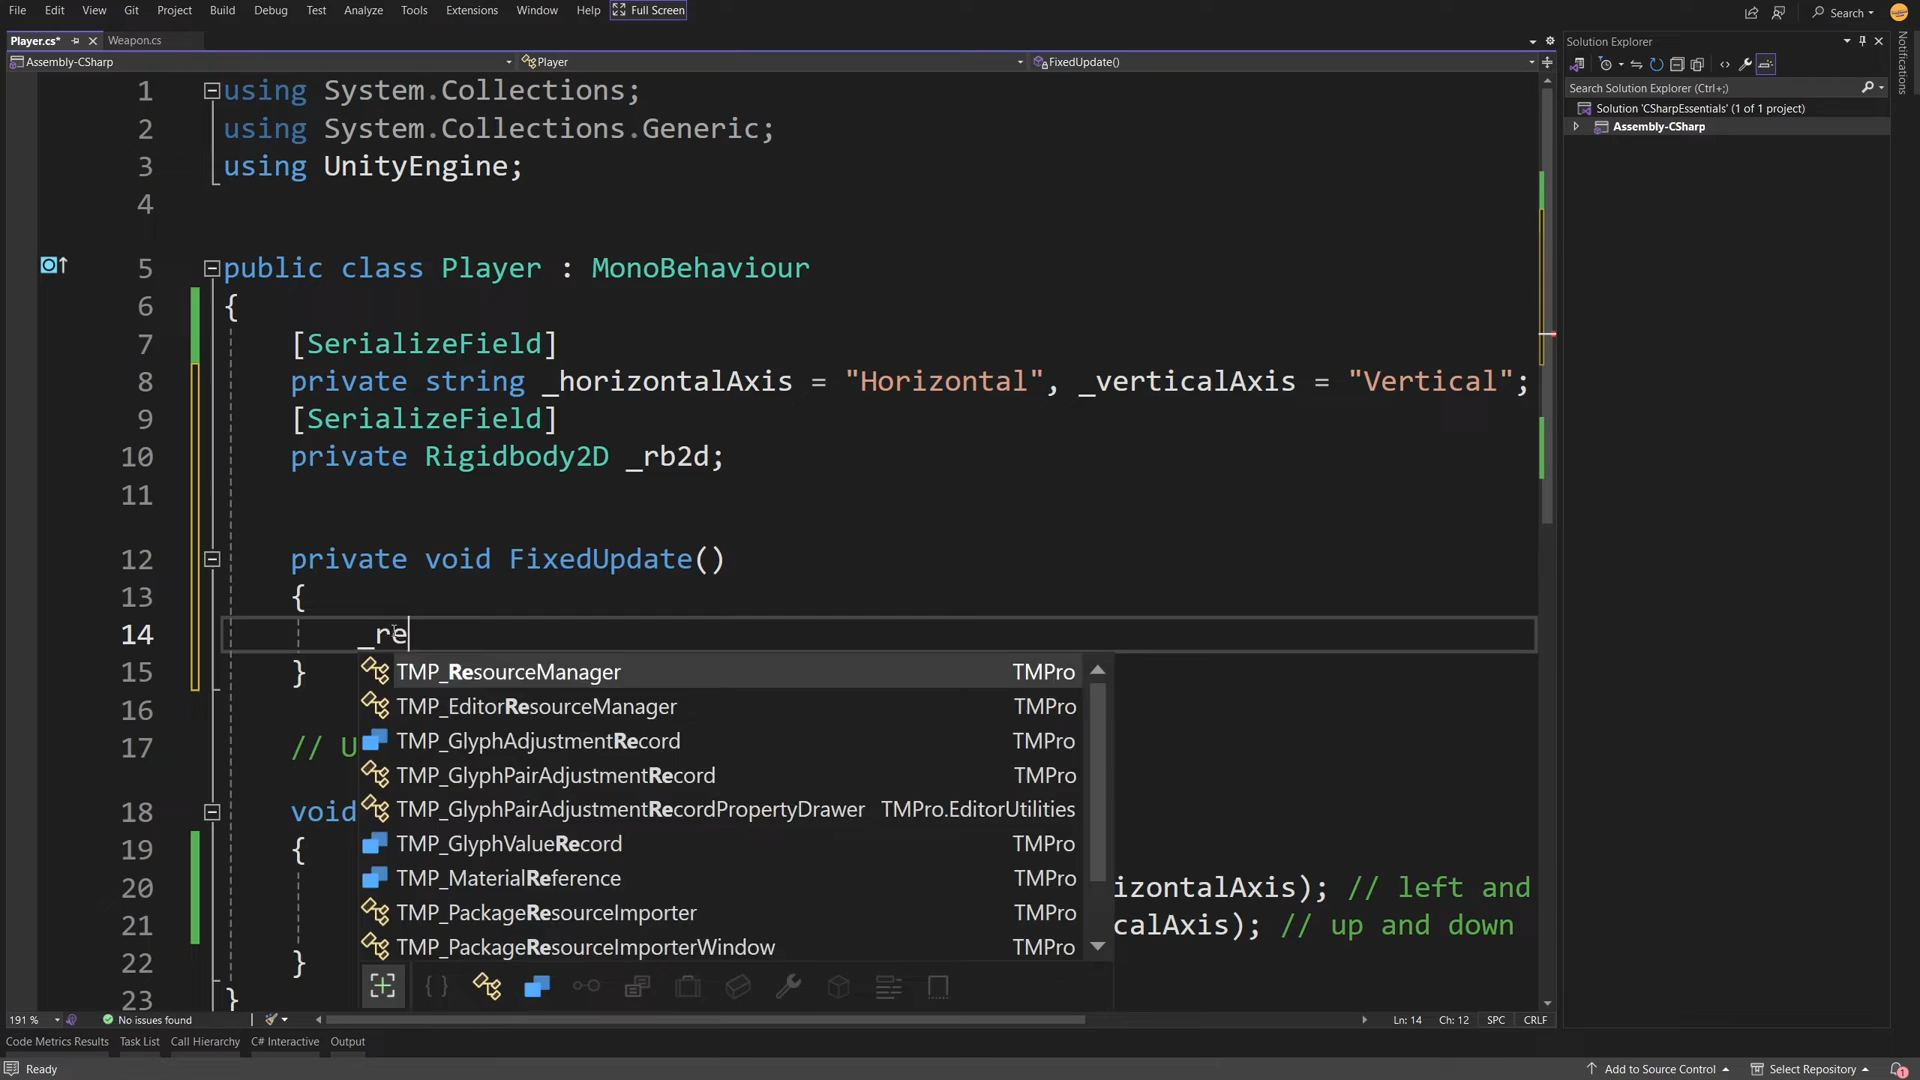 File Edit View Git Project Build Debug Test Analyze Tools Extensions Window Help Full Screen Search
Player.cs* Weapon.cs
Assembly-CSharp Player FixedUpdate()
1 using System.Collections;
2 using System.Collections.Generic;
3 using UnityEngine;
4
5 public class Player : MonoBehaviour
6 {
7 [SerializeField]
8 private string _horizontalAxis = "Horizontal", _verticalAxis = "Vertical";
9 [SerializeField]
10 private Rigidbody2D _rb2d;
11
12 private void FixedUpdate()
13 {
14 _re
15 }
TMP_ResourceManager TMPro
TMP_EditorResourceManager TMPro
16
17 // U
TMP_GlyphAdjustmentRecord TMPro
TMP_GlyphPairAdjustmentRecord TMPro
18 void
TMP_GlyphPairAdjustmentRecordPropertyDrawer TMPro.EditorUtilities
19 {
TMP_GlyphValueRecord TMPro
20 izontalAxis); // left and
TMP_MaterialReference TMPro
21 calAxis); // up and down
TMP_PackageResourceImporter TMPro
22 }
TMP_PackageResourceImporterWindow TMPro
23 }
191 % No issues found Ln: 14 Ch: 12 SPC CRLF
Code Metrics Results Task List Call Hierarchy C# Interactive Output
Ready Add to Source Control Select Repository 1
Solution Explorer
Search Solution Explorer (Ctrl+;)
Solution 'CSharpEssentials' (1 of 1 project)
Assembly-CSharp
Notifications